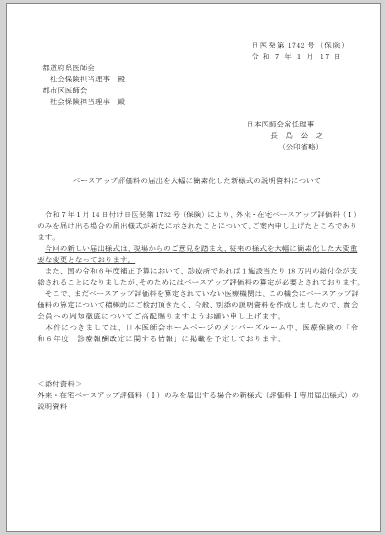 日医発第 1742 号（保険）
令和７年１月17日
都道府県医師会
社会保険担当理事　殿
都市区医師会
社会保険担当理事　殿
日本医師会常任理事
長　島　公　之
（公印省略）
ベースアップ評価料の届出を大幅に簡素化した新様式の説明資料について
令和７年１月 14 日付け日医発第 1732 号（保険）により、外来・在宅ベースアップ評価料（Ⅰ）
のみを届け出る場合の届出様式が新たに示されたことについて、ご案内申し上げたところであり
ます。
今回の新しい届出様式は、現場からのご意見を踏まえ、従来の様式を大幅に簡素化した大変重
要な変更となっております。
また、国の令和６年度補正予算において、診療所であれば１施設当たり 18 万円の給付金が支
給されることになりましたが、そのためにはベースアップ評価料の算定が必要とされております。
そこで、まだベースアップ評価料を算定されていない医療機関は、この機会にベースアップ評
価料の算定について積極的にご検討頂きたく、今般、別添の説明資料を作成しましたので、貴会
会員への周知徹底についてご高配賜りますようお願い申し上げます。
本件につきましては、日本医師会ホームページのメンバーズルーム中、医療保険の「令
和６年度　診療報酬改定に関する情報」に掲載を予定しております。
＜添付資料＞
外来・在宅ベースアップ評価料（Ⅰ）のみを届出する場合の新様式（評価料Ⅰ専用届出様式）の
説明資料